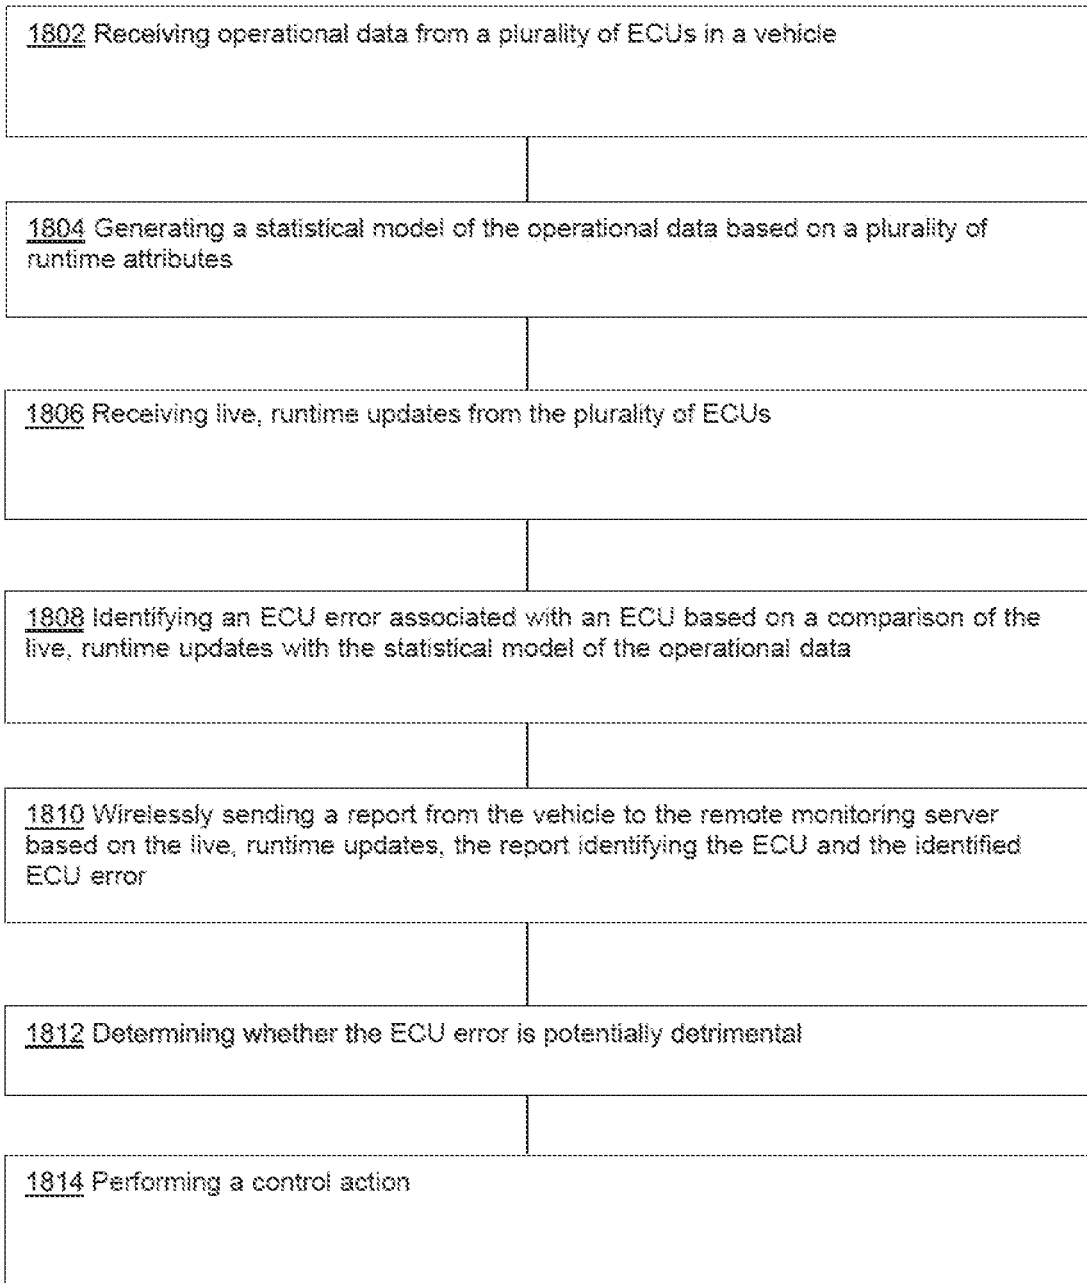 1802 Receiving operational data from a plurality of ECUs in a vehicle
1804 Generating a statistical model of the operational data based on a plurality of
runtime attributes
1806 Receiving live, runtime updates from the plurality of ECUs
1808 Identifying an ECU error associated with an ECU based on a comparison of the
live, runtime updates with the statistical model of the operational data
1810 Wirelessly sending a report from the vehicle to the remote monitoring server
based on the live, runtime updates, the report identifying the ECU and the identified
ECU error
1812 Determining whether the ECU error is potentially detrimental
1814 Performing a control action